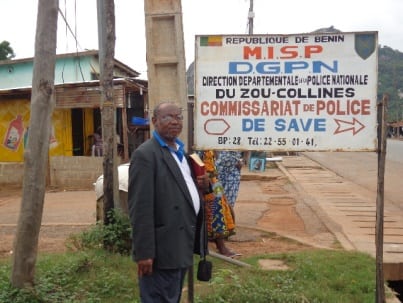 REPUBLIQUE DE BENIN
M.I.S.P
DGPN
DIRECTION DEPARTEMENTALE DE LA POLICE NATIONALE
DU ZOU-COLLINES
COMMISSARIAT DE POLICE
DE SAVE
BP: 28 Tel: 22-55-01-61